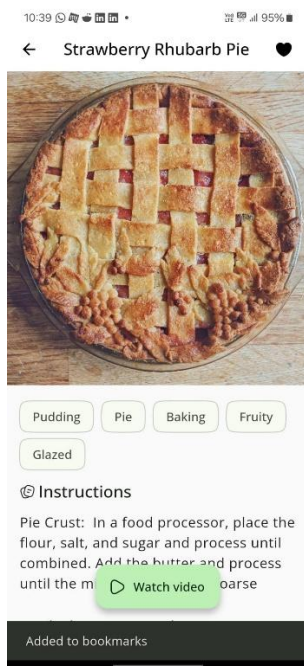 10:39
95%
Strawberry Rhubarb Pie
Pudding
Pie
Baking
Fruity
Glazed
Instructions
Pie Crust: In a food processor, place the
flour, salt, and sugar and process until
combined. Add the butter and process
until the
oarse
Watch video
Added to bookmarks